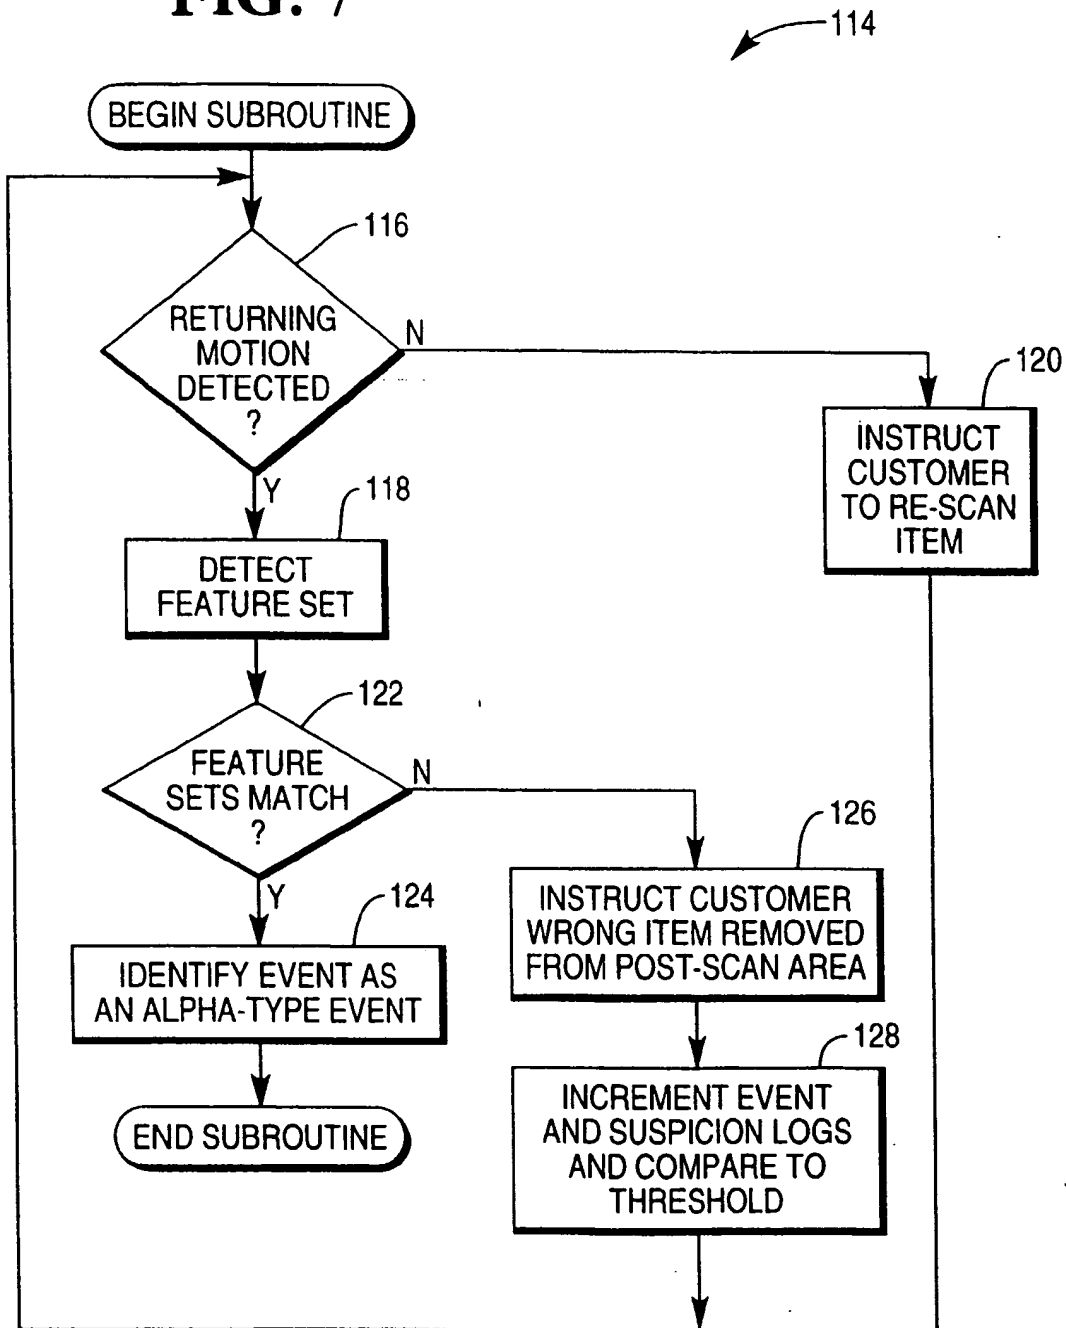 FIG. 7
114
BEGIN SUBROUTINE
116
RETURNING
MOTION
DETECTED
?
N
Y
120
INSTRUCT
CUSTOMER
TO RE-SCAN
ITEM
118
DETECT
FEATURE SET
122
FEATURE
SETS MATCH
?
N
Y
126
INSTRUCT CUSTOMER
WRONG ITEM REMOVED
FROM POST-SCAN AREA
124
IDENTIFY EVENT AS
AN ALPHA-TYPE EVENT
128
INCREMENT EVENT
AND SUSPICION LOGS
AND COMPARE TO
THRESHOLD
END SUBROUTINE